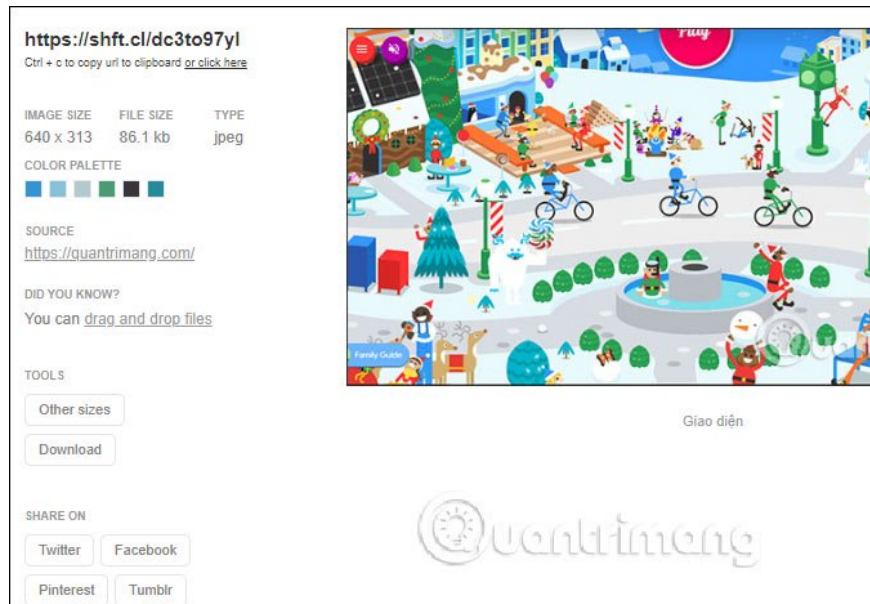 https://shft.cl/dc3to97yl
Ctrl + c to copy url to clipboard or click here
IMAGE SIZE FILE SIZE TYPE
640 x 313 86.1 kb jpeg
COLOR PALETTE
SOURCE
https://quantrimang.com/
DID YOU KNOW?
You can drag and drop files
TOOLS
Other sizes
Download
SHARE ON
Twitter Facebook
Pinterest Tumblr
Family Guide
Giao diện
Quantrimang